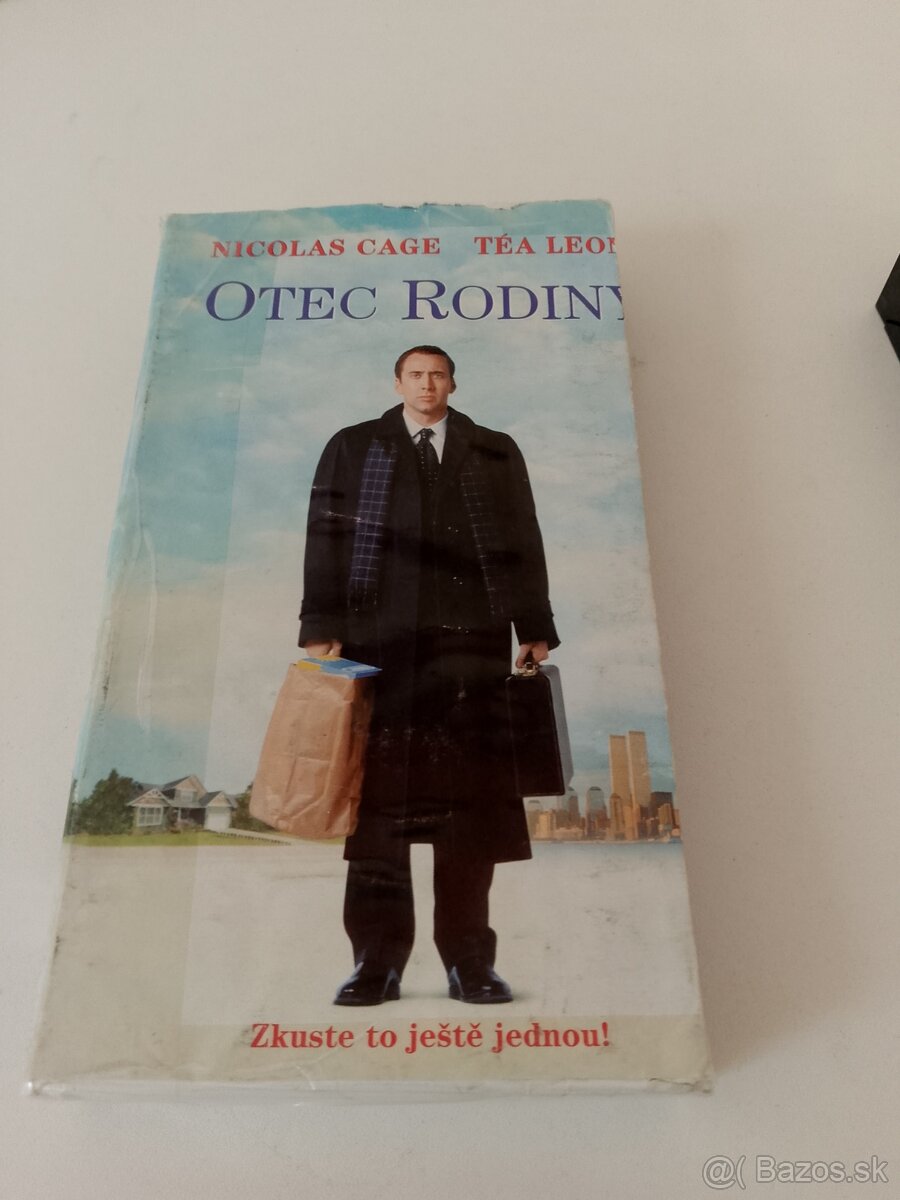 NICOLAS CAGE TÉA LEON
OTEC RODINY
Zkuste to ještě jednou!
@( Bazos.sk